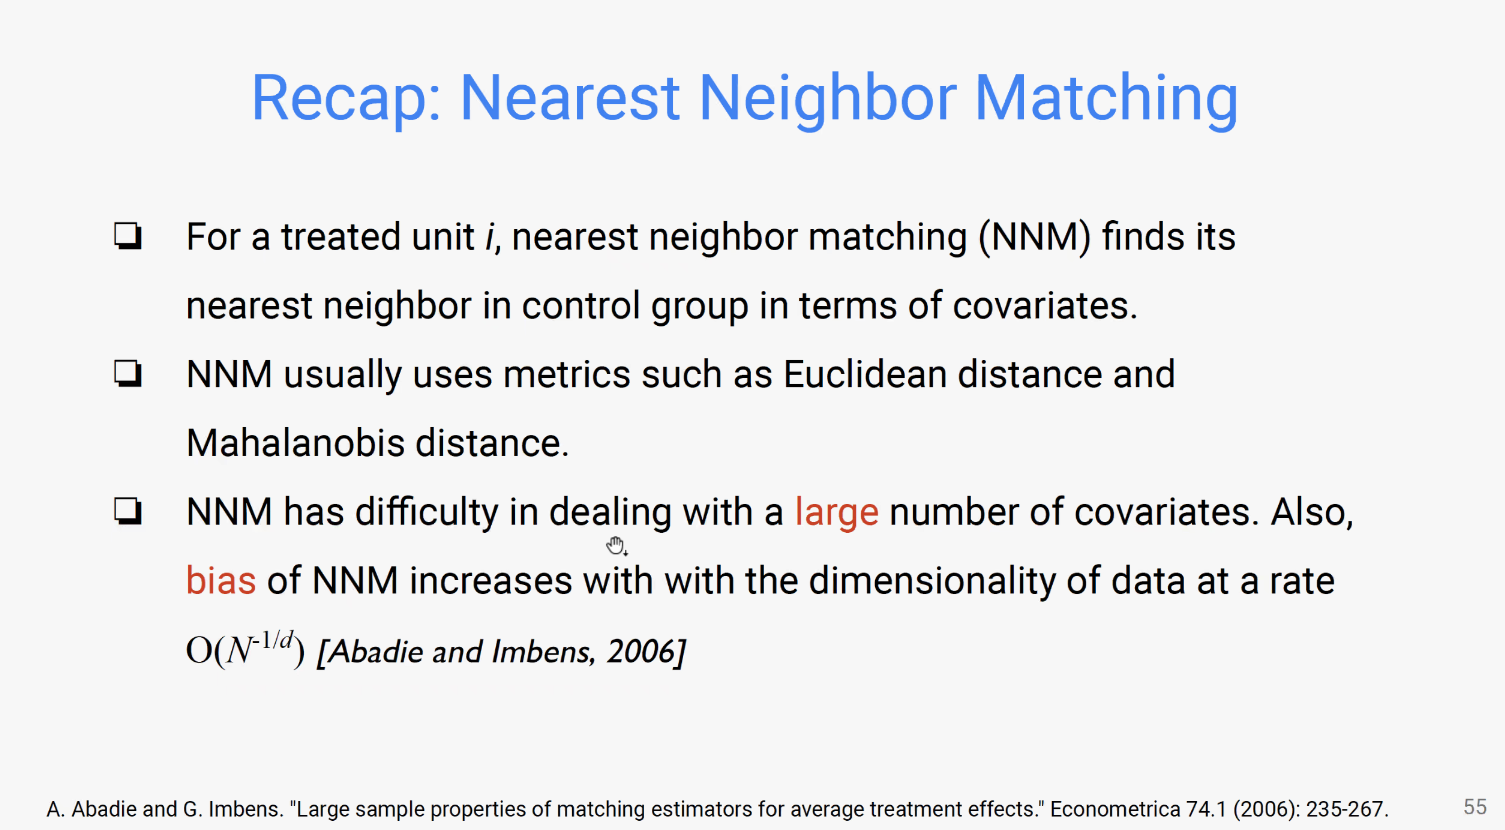 Recap: Nearest Neighbor Matching
For a treated unit i, nearest neighbor matching (NNM) finds its
nearest neighbor in control group in terms of covariates.
NNM usually uses metrics such as Euclidean distance and
Mahalanobis distance.
NNM has difficulty in dealing with a large number of covariates. Also,
bias of NNM increases with with the dimensionality of data at a rate
O(N^-1/d) [Abadie and Imbens, 2006]
A. Abadie and G. Imbens. "Large sample properties of matching estimators for average treatment effects." Econometrica 74.1 (2006): 235-267.
55